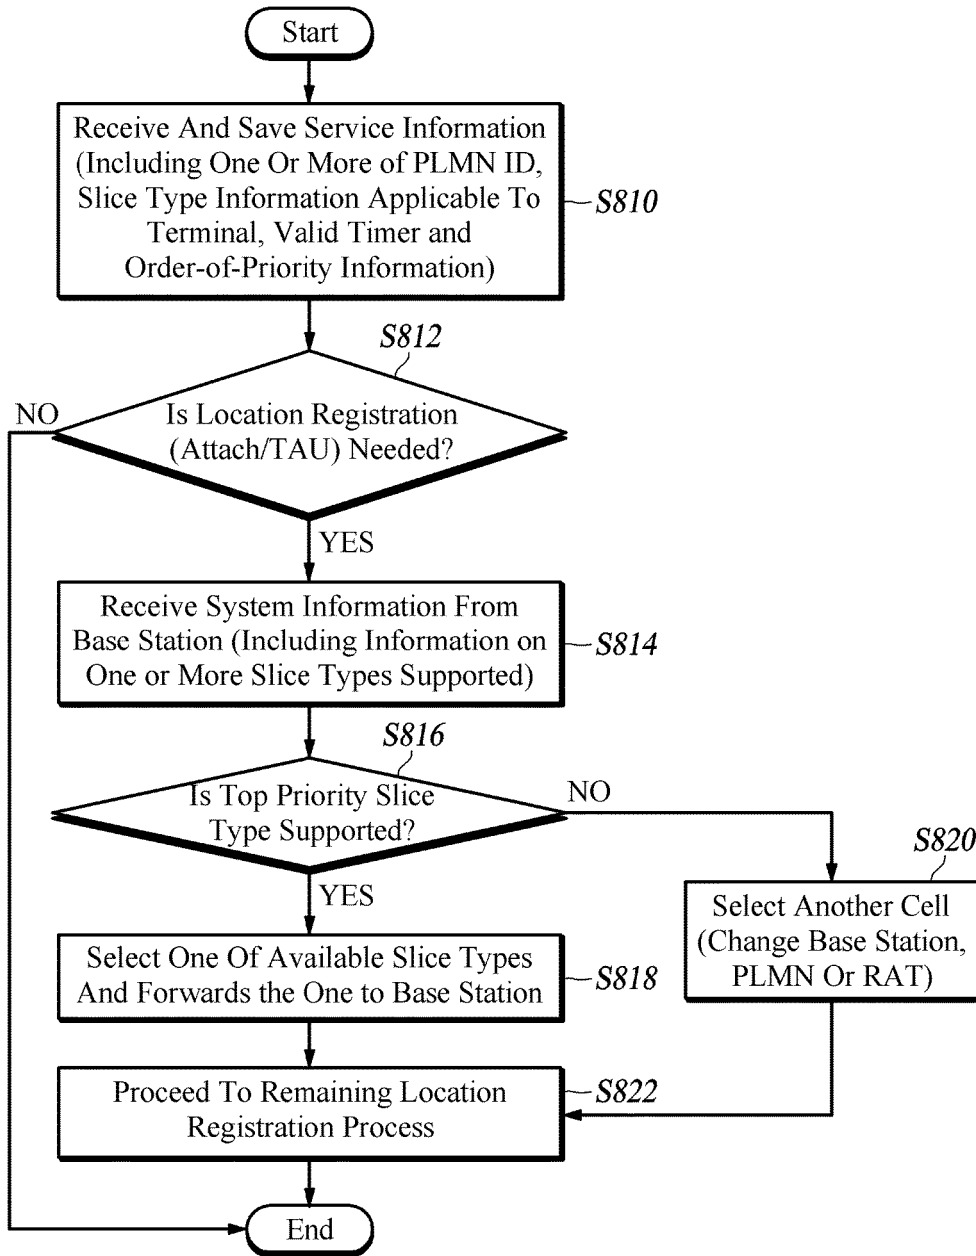 Start
Receive And Save Service Information
(Including One Or More of PLMN ID,
Slice Type Information Applicable To
Terminal, Valid Timer and
Order-of-Priority Information)
S810
S812
NO
Is Location Registration
(Attach/TAU) Needed?
YES
Receive System Information From
Base Station (Including Information on
One or More Slice Types Supported)
S814
S816
Is Top Priority Slice
Type Supported?
NO
YES
S820
Select Another Cell
(Change Base Station,
PLMN Or RAT)
Select One Of Available Slice Types
And Forwards the One to Base Station
S818
Proceed To Remaining Location
Registration Process
S822
End